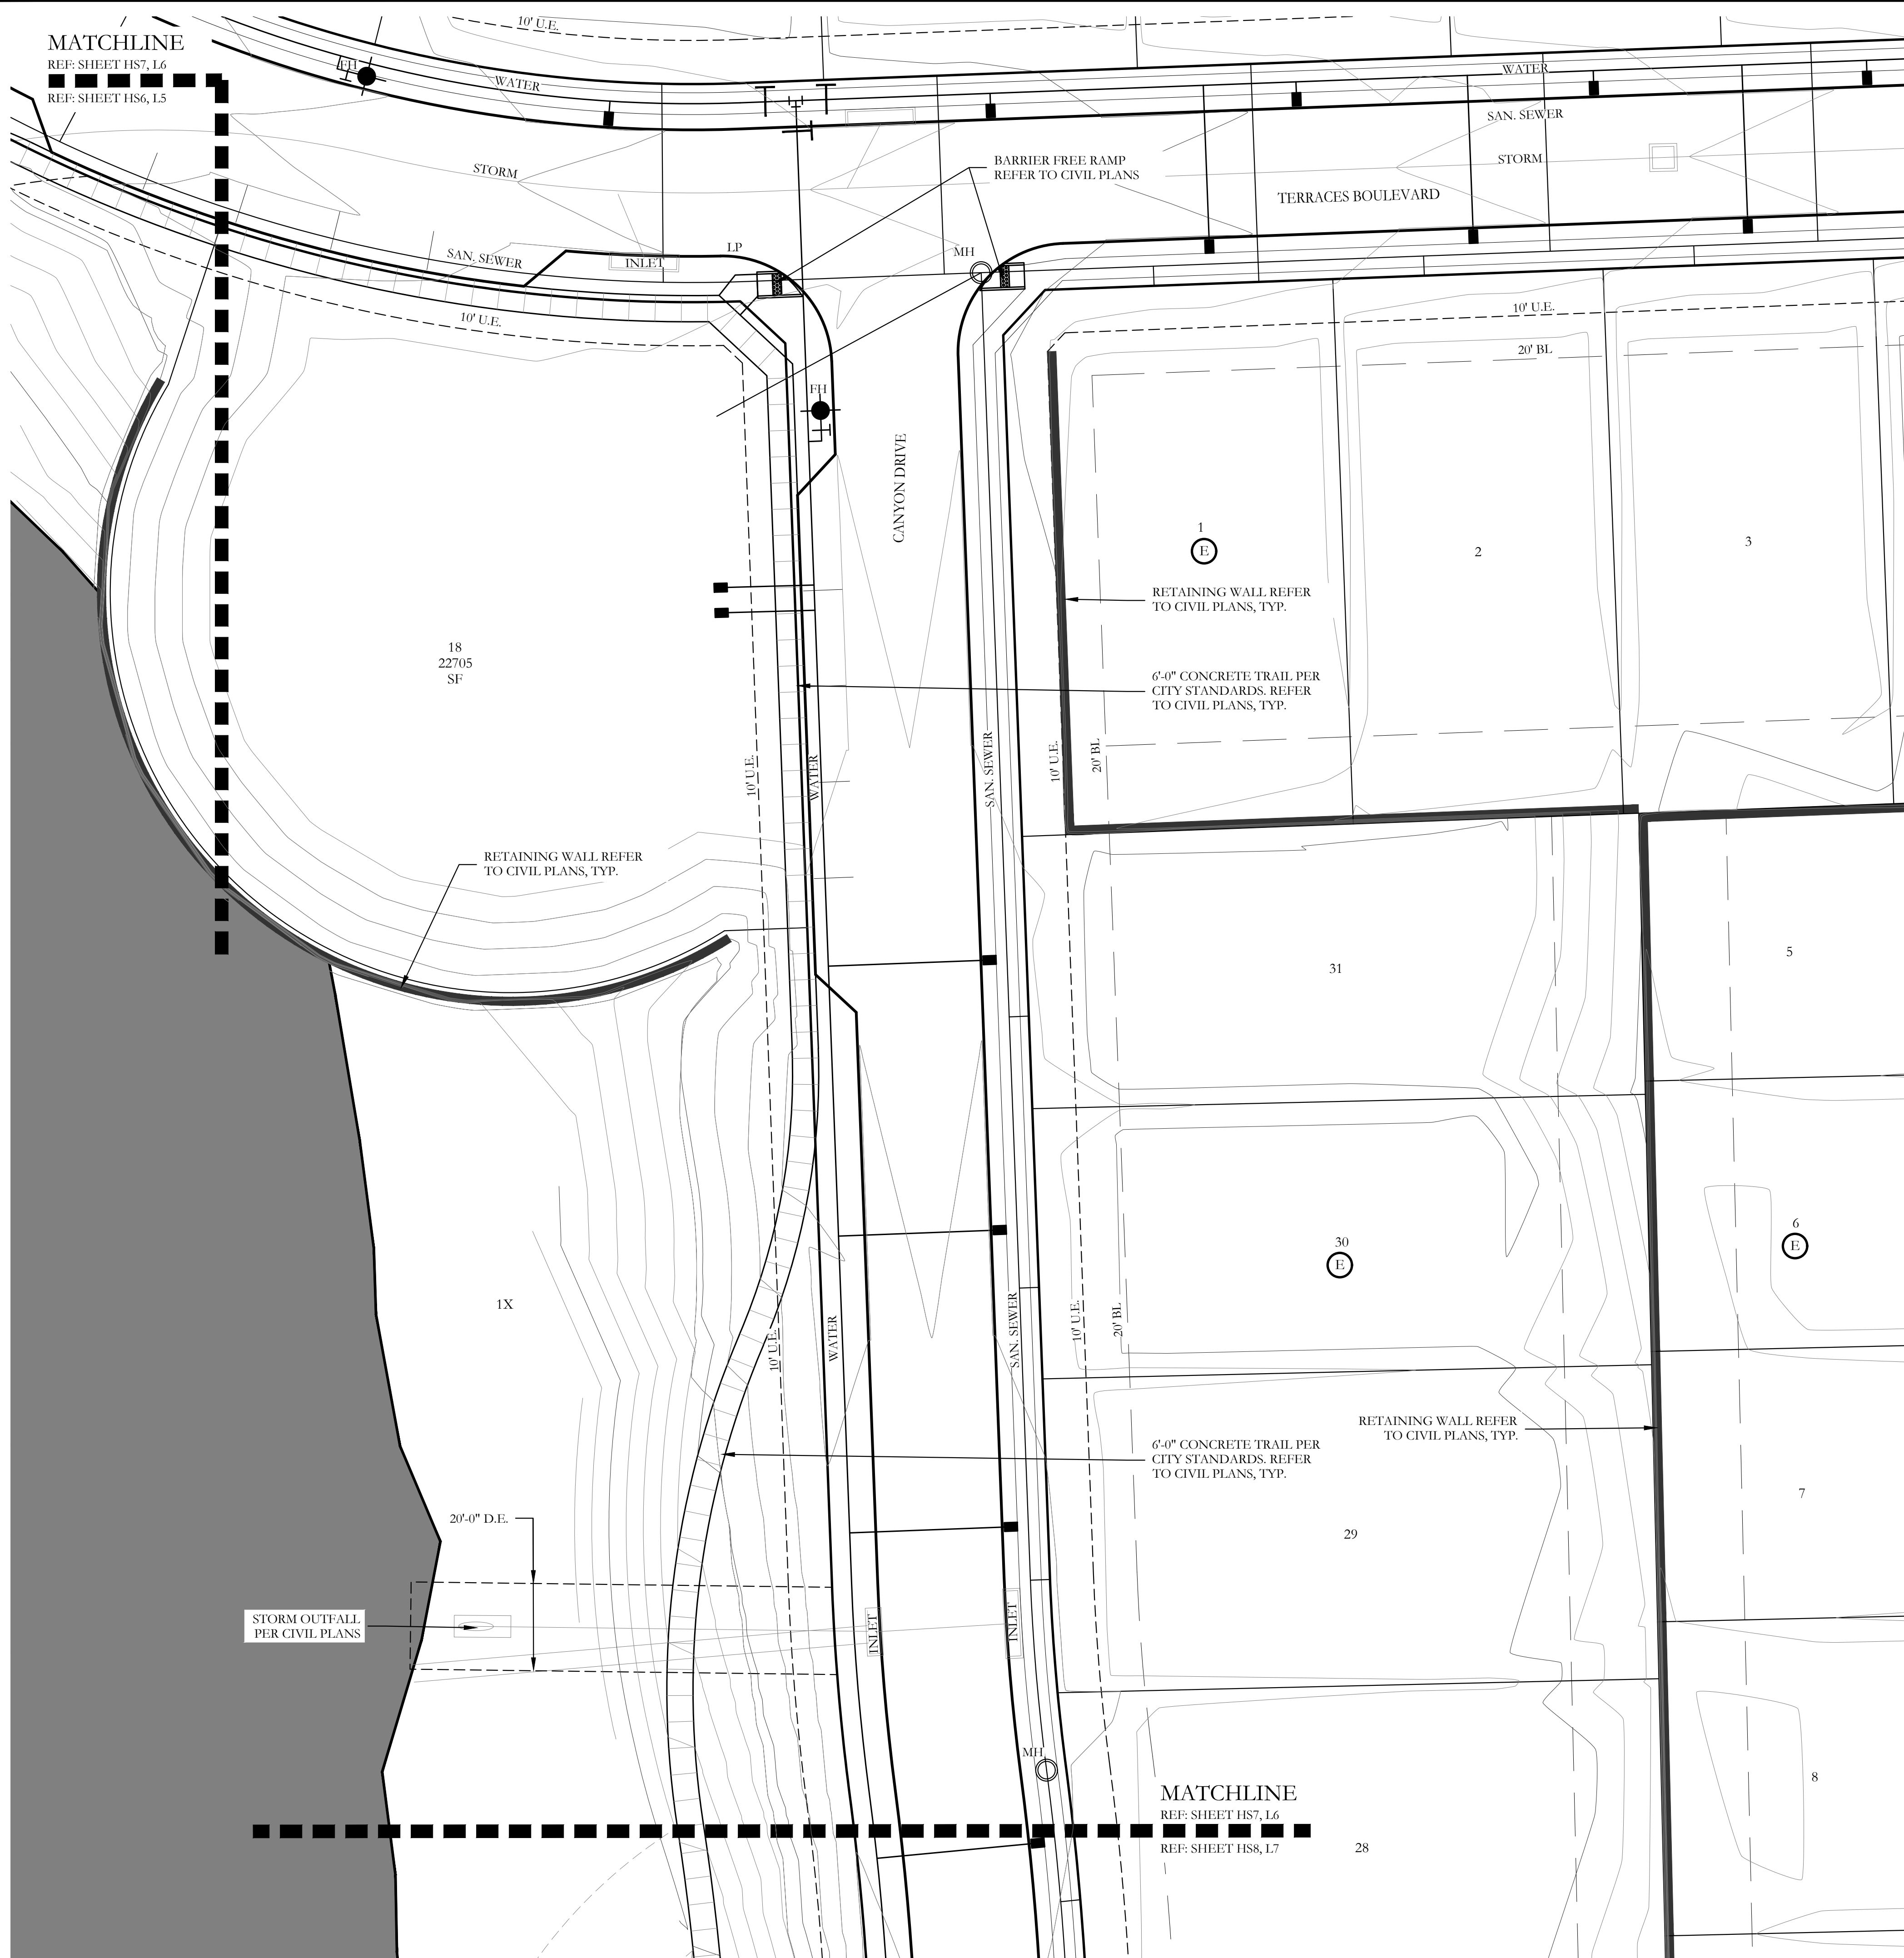 10' U.E.
MATCHLINE
REF: SHEET HS7, L6
REF: SHEET HS6, L5
FH
WATER
WATER
SAN. SEWER
STORM
STORM
BARRIER FREE RAMP
REFER TO CIVIL PLANS
TERRACES BOULEVARD
SAN. SEWER
INLET
LP
MH
10' U.E.
10' U.E.
20' BL
FH
CANYON DRIVE
1
E
2
3
RETAINING WALL REFER
TO CIVIL PLANS, TYP.
18
22705
SF
6'-0" CONCRETE TRAIL PER
CITY STANDARDS. REFER
TO CIVIL PLANS, TYP.
10' U.E.
WATER
SAN. SEWER
10' U.E.
20' BL
RETAINING WALL REFER
TO CIVIL PLANS, TYP.
31
5
30
E
6
E
1X
10' U.E.
WATER
SAN. SEWER
10' U.E.
20' BL
RETAINING WALL REFER
TO CIVIL PLANS, TYP.
6'-0" CONCRETE TRAIL PER
CITY STANDARDS. REFER
TO CIVIL PLANS, TYP.
7
20'-0" D.E.
29
STORM OUTFALL
PER CIVIL PLANS
INLET
INLET
MH
8
MATCHLINE
REF: SHEET HS7, L6
REF: SHEET HS8, L7
28